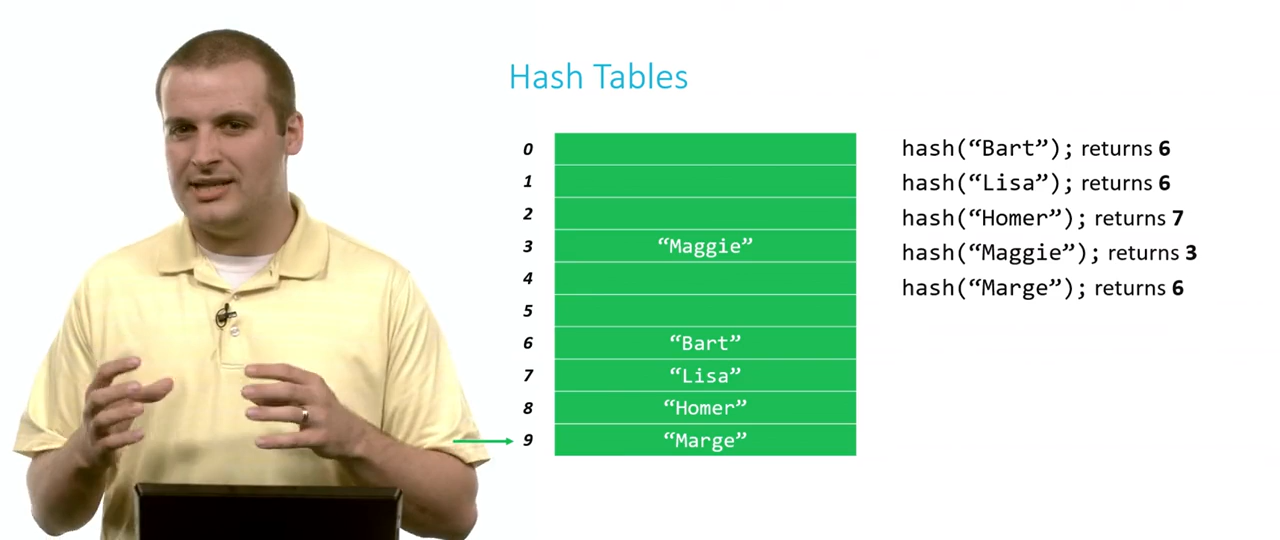 Hash Tables
0
1
2
3 “Maggie”
4
5
6 “Bart”
7 “Lisa”
8 “Homer”
9 “Marge”
hash(“Bart”); returns 6
hash(“Lisa”); returns 6
hash(“Homer”); returns 7
hash(“Maggie”); returns 3
hash(“Marge”); returns 6